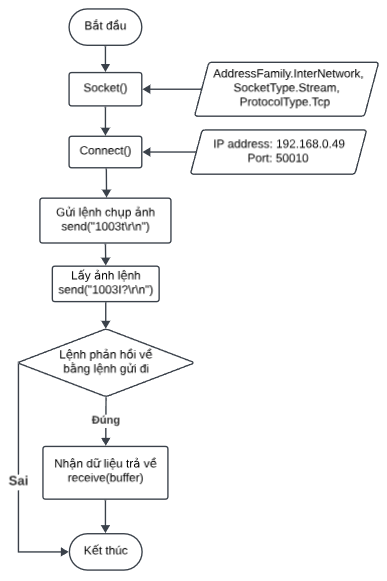 Bắt đầu
Socket()
AddressFamily.InterNetwork,
SocketType.Stream,
ProtocolType.Tcp
Connect()
IP address: 192.168.0.49
Port: 50010
Gửi lệnh chụp ảnh
send("1003t\r\n")
Lấy ảnh lệnh
send("1003I?\r\n")
Lệnh phản hồi về
bằng lệnh gửi đi
Đúng
Nhận dữ liệu trả về
receive(buffer)
Sai
Kết thúc